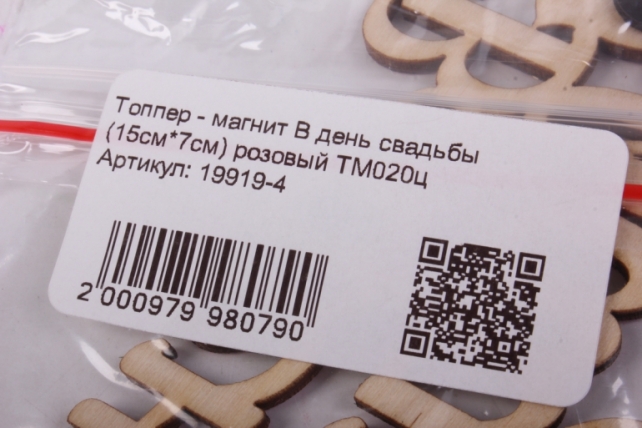 Топпер - магнит В день свадьбы
(15см*7см) розовый ТМ020ц
Артикул: 19919-4
2 000979 980790